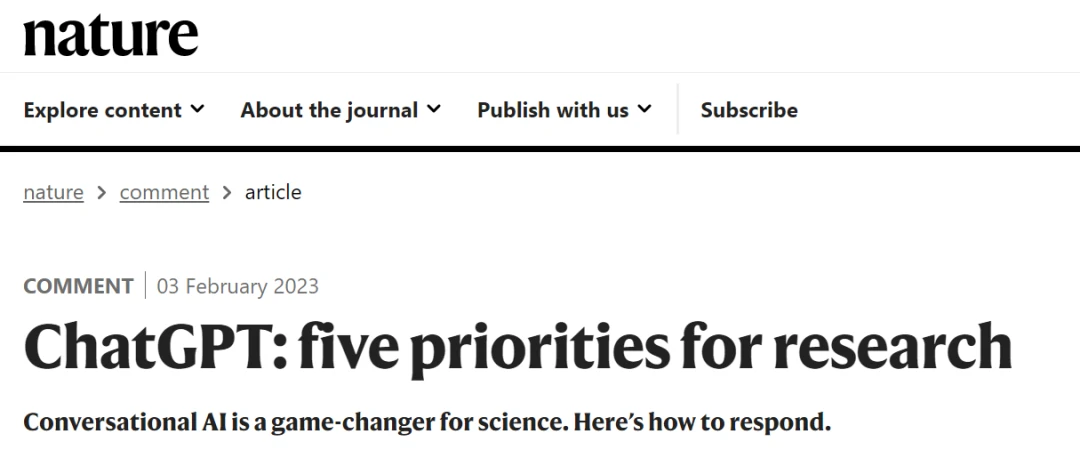 nature
Explore content About the journal Publish with us Subscribe
nature > comment > article
COMMENT | 03 February 2023
ChatGPT: five priorities for research
Conversational AI is a game-changer for science. Here’s how to respond.